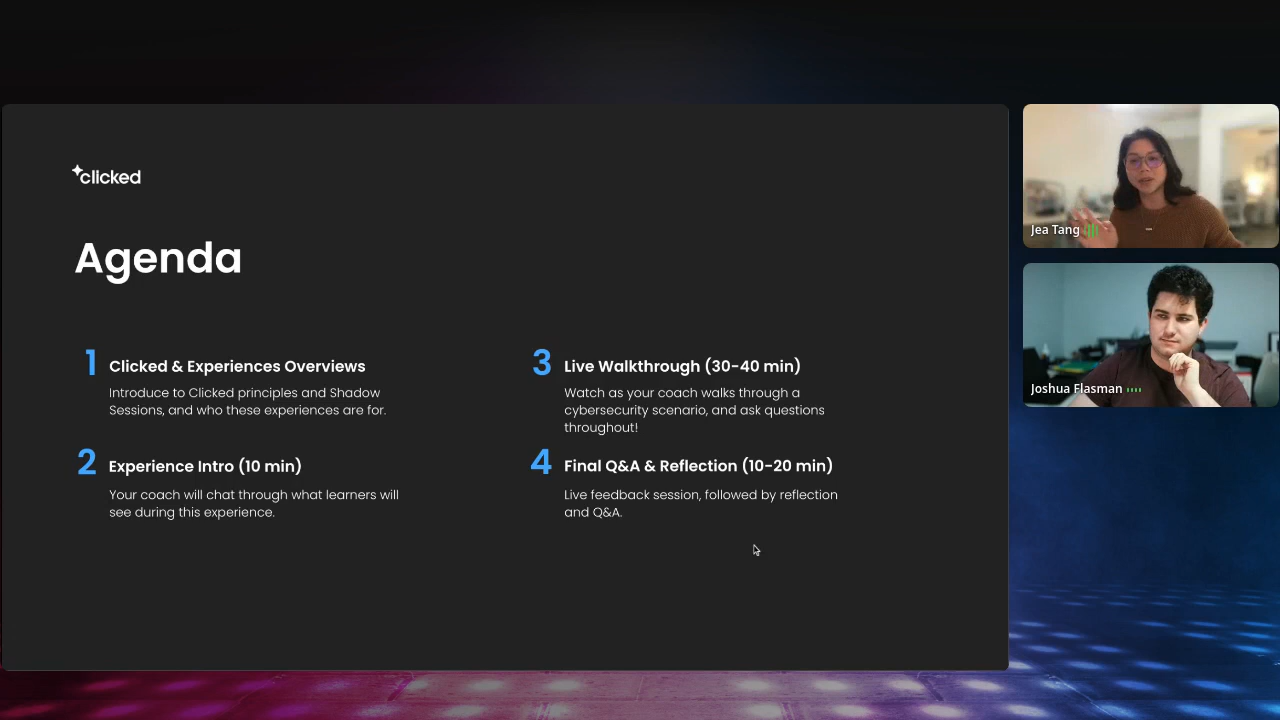 clicked
Agenda
1
Clicked & Experiences Overviews
Introduce to Clicked principles and Shadow
Sessions, and who these experiences are for.
2
Experience Intro (10 min)
Your coach will chat through what learners will
see during this experience.
3
Live Walkthrough (30-40 min)
Watch as your coach walks through a
cybersecurity scenario, and ask questions
throughout!
4
Final Q&A & Reflection (10-20 min)
Live feedback session, followed by reflection
and Q&A.
Jea Tang
Joshua Flasman